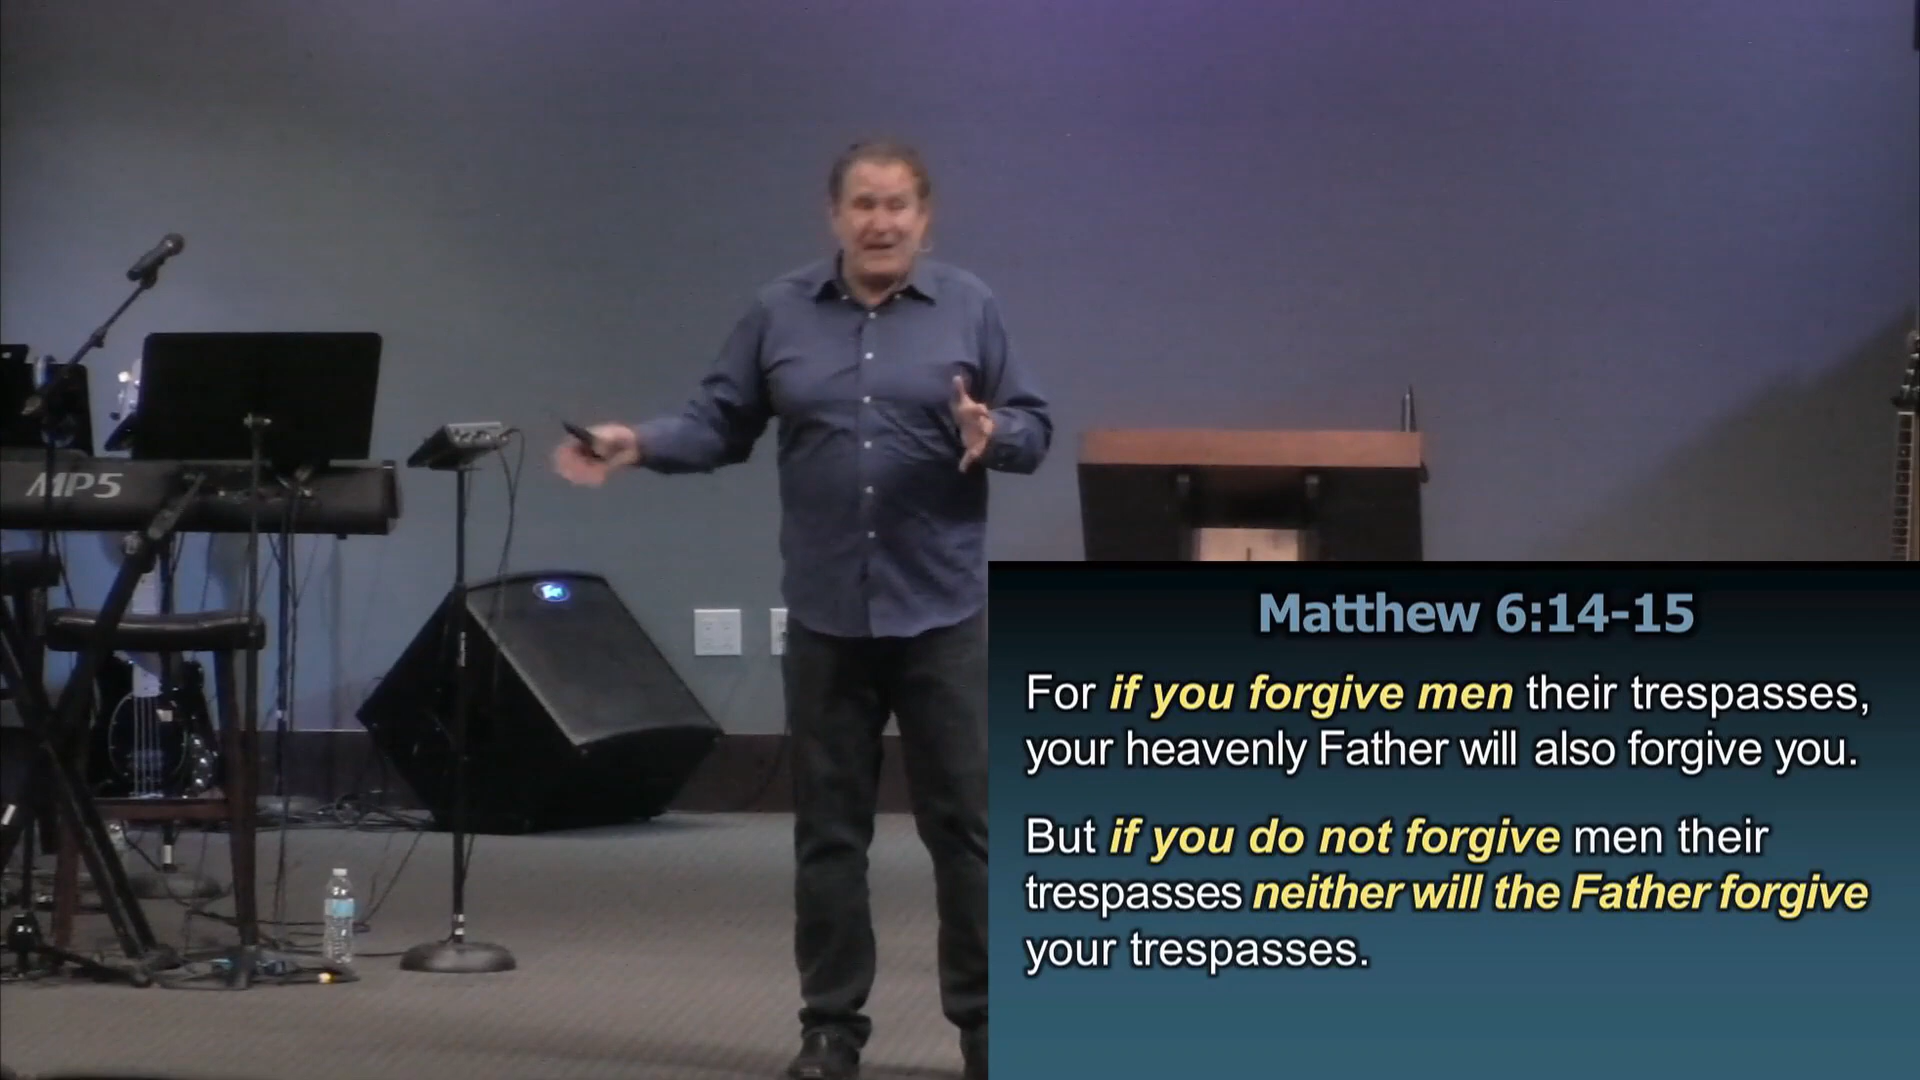 MP5
Matthew 6:14-15
For if you forgive men their trespasses,
your heavenly Father will also forgive you.
But if you do not forgive men their
trespasses neither will the Father forgive
your trespasses.